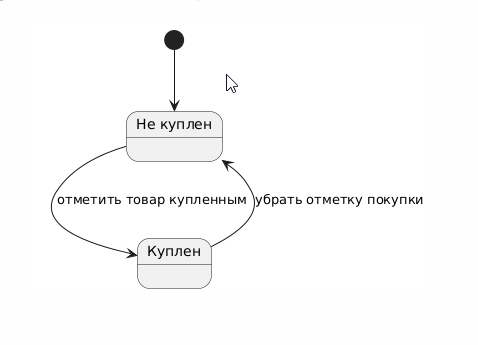 Не куплен
отметить товар купленным
убрать отметку покупки
Куплен